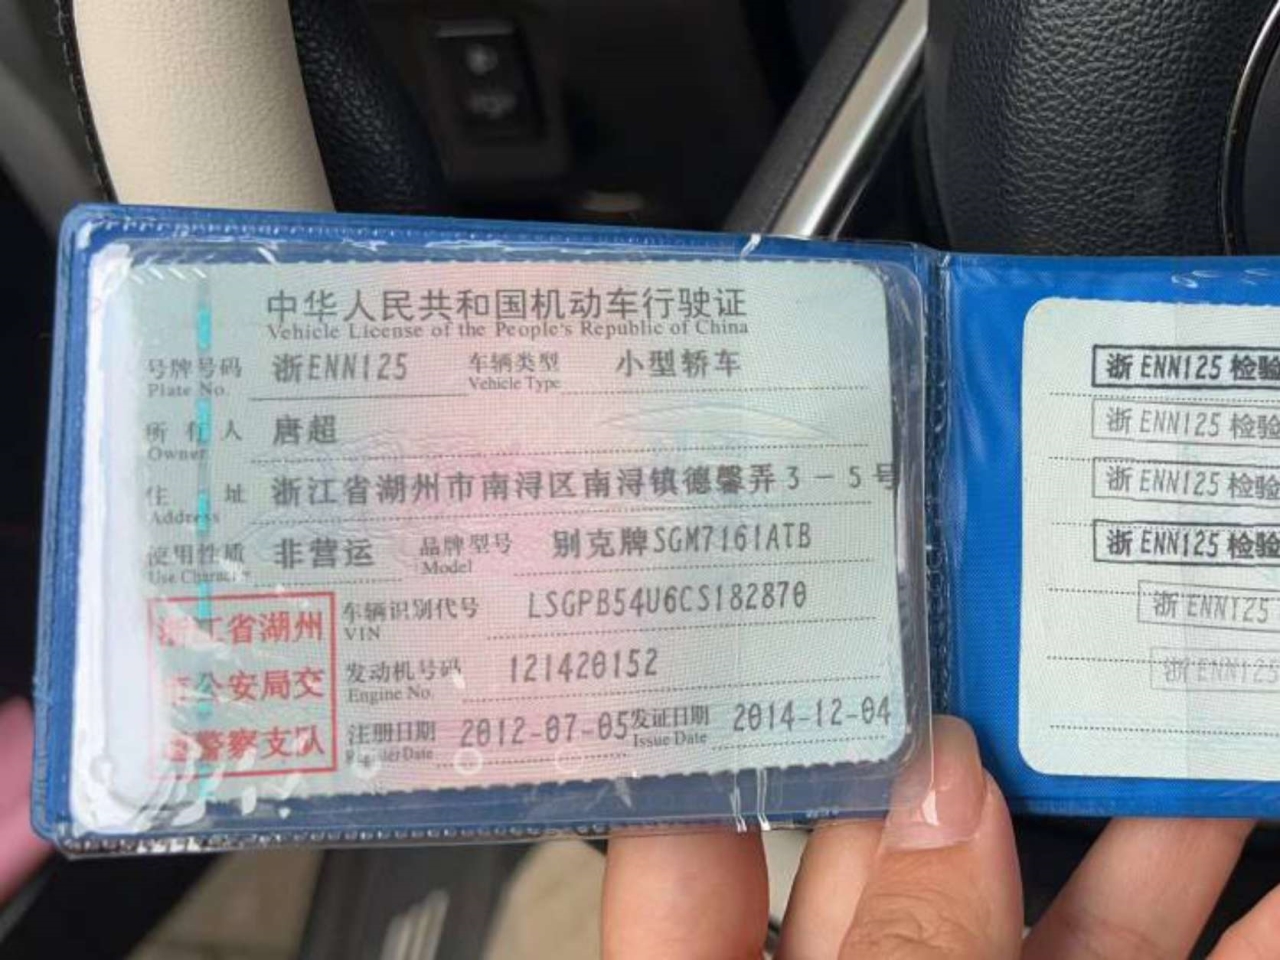 中华人民共和国机动车行驶证
Vehicle License of the People's Republic of China
号牌号码 浙ENN125 车辆类型 小型轿车
Plate No. Vehicle Type
所有人 唐超
Owner
住址 浙江省湖州市南浔区南浔镇德馨弄3－5号
Address
使用性质 非营运 品牌型号 别克牌SGM7161ATB
Use Character Model
车辆识别代号 LSGPB54U6CS182870
VIN
发动机号码 121420152
Engine No.
注册日期 2012-07-05 发证日期 2014-12-04
Register Date Issue Date
浙江省湖州
市公安局交
通警察支队
浙ENN125 检验
浙ENN125 检验
浙ENN125 检验
浙ENN125 检验
浙ENN125
浙ENN125